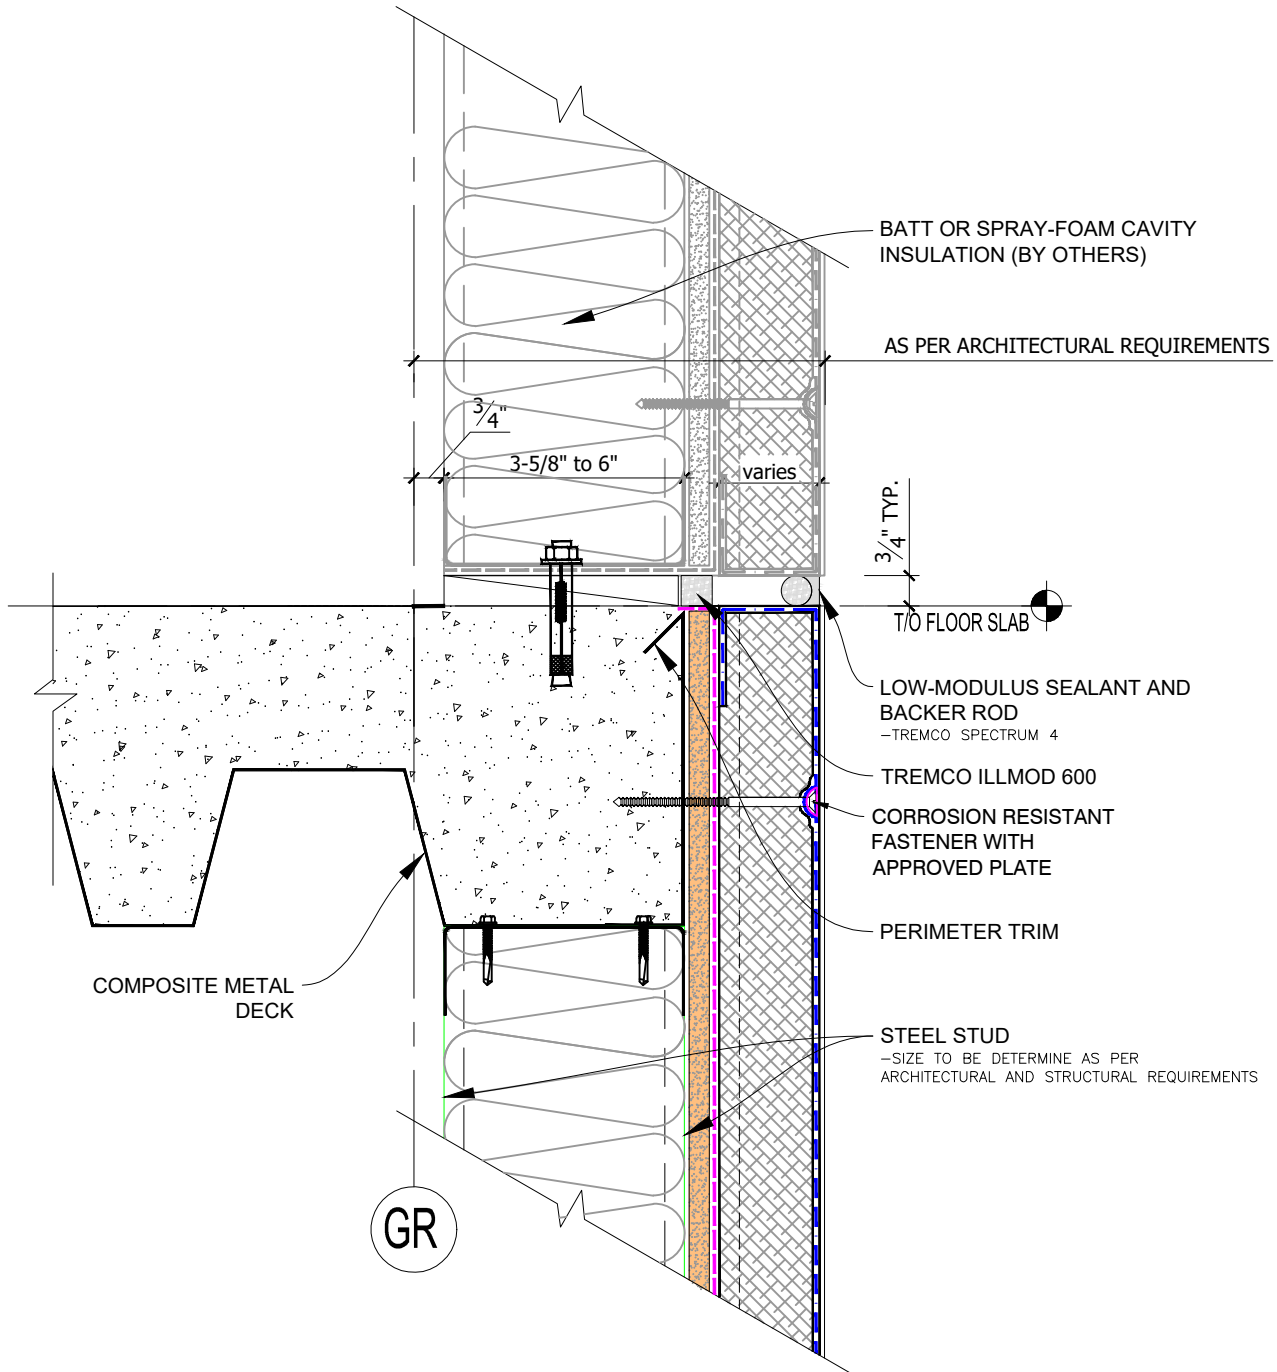 BATT OR SPRAY-FOAM CAVITY
INSULATION (BY OTHERS)
AS PER ARCHITECTURAL REQUIREMENTS
3/4"
3-5/8" to 6"
varies
3/4" TYP.
T/O FLOOR SLAB
LOW-MODULUS SEALANT AND
BACKER ROD
-TREMCO SPECTRUM 4
TREMCO ILLMOD 600
CORROSION RESISTANT
FASTENER WITH
APPROVED PLATE
PERIMETER TRIM
COMPOSITE METAL
DECK
STEEL STUD
-SIZE TO BE DETERMINE AS PER
ARCHITECTURAL AND STRUCTURAL REQUIREMENTS
GR